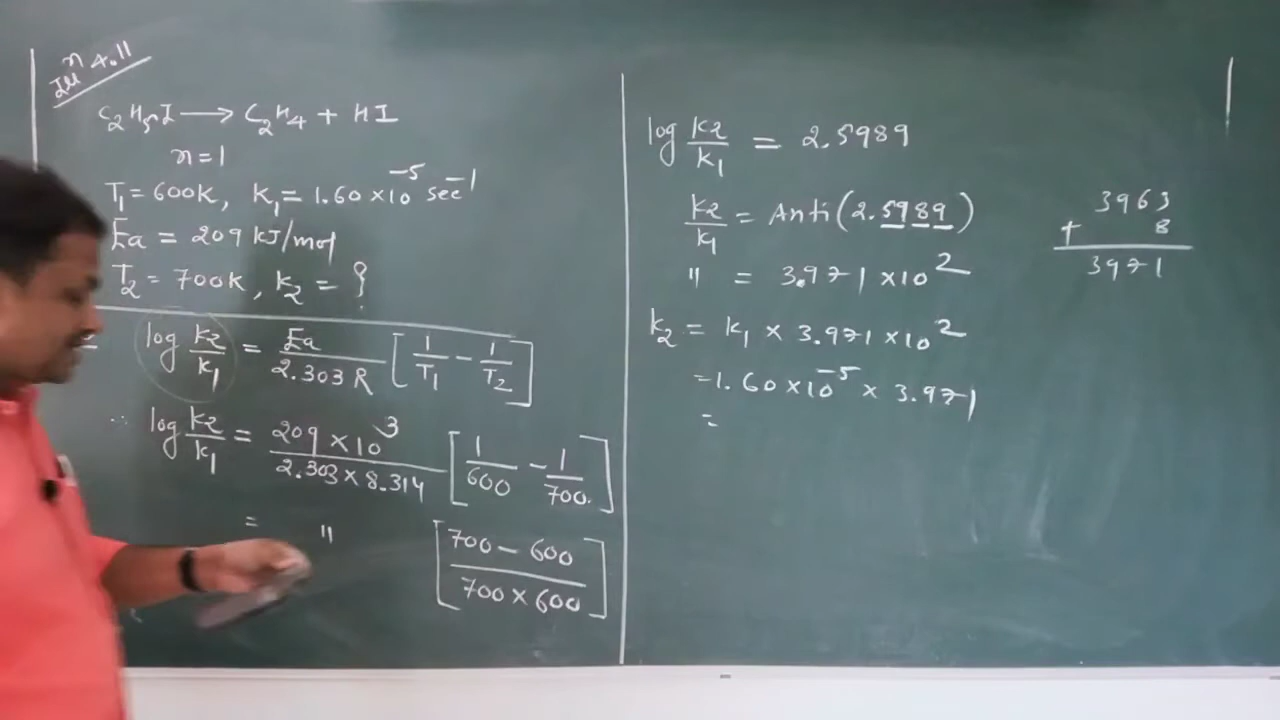 In 4.11
C₂H₅I ⟶ C₂H₄ + HI
n = 1
T₁ = 600K, K₁ = 1.60 × 10⁻⁵ sec⁻¹
Ea = 209 kJ/mol
T₂ = 700K, k₂ = ?
log k₂/k₁ = Ea / 2.303 R [ 1/T₁ − 1/T₂ ]
∴ log k₂/k₁ = 209 × 10³ / 2.303 × 8.314 [ 1/600 − 1/700 ]
= " [ 700 − 600 / 700 × 600 ]
log k₂/k₁ = 2.5989
k₂/k₁ = Anti (2.5989)
" = 3.971 × 10²
k₂ = k₁ × 3.971 × 10²
= 1.60 × 10⁻⁵ × 3.971
=
3963
+ 8
3971